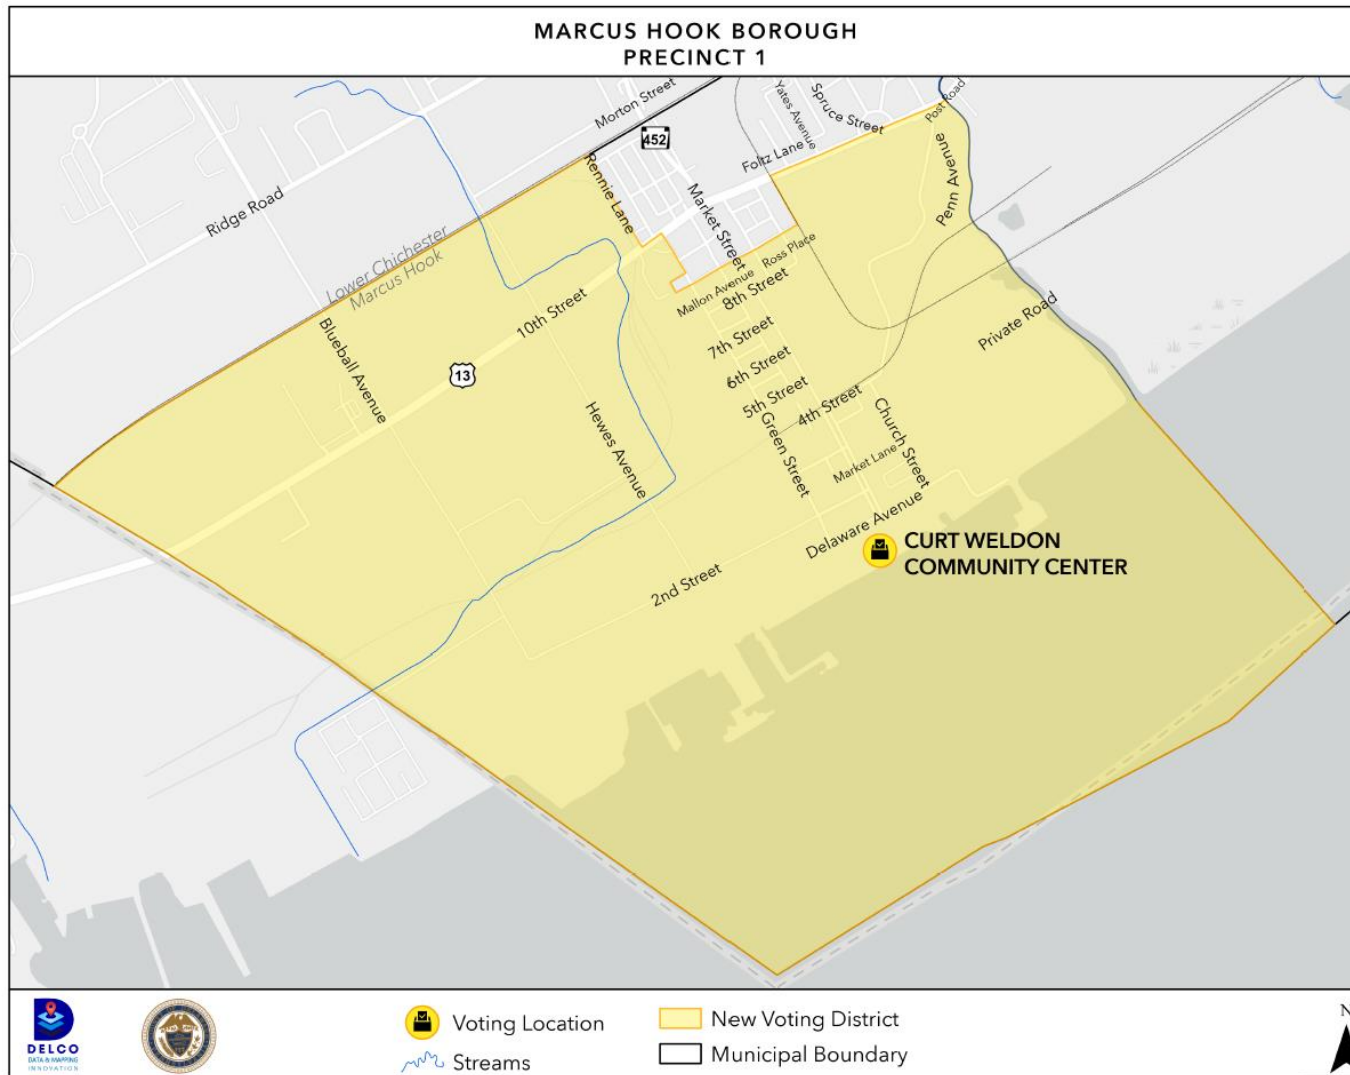 MARCUS HOOK BOROUGH
PRECINCT 1
Morton Street
452
Yates Avenue
Spruce Street
Post Road
Foltz Lane
Rennie Lane
Penn Avenue
Ridge Road
Market Street
Lower Chichester
Marcus Hook
Ross Place
Mallon Avenue
8th Street
10th Street
7th Street
Private Road
Blueball Avenue
13
6th Street
5th Street
4th Street
Hewes Avenue
Green Street
Church Street
Market Lane
Delaware Avenue
CURT WELDON
COMMUNITY CENTER
2nd Street
DELCO
DATA & MAPPING
INNOVATION
Voting Location
Streams
New Voting District
Municipal Boundary
N